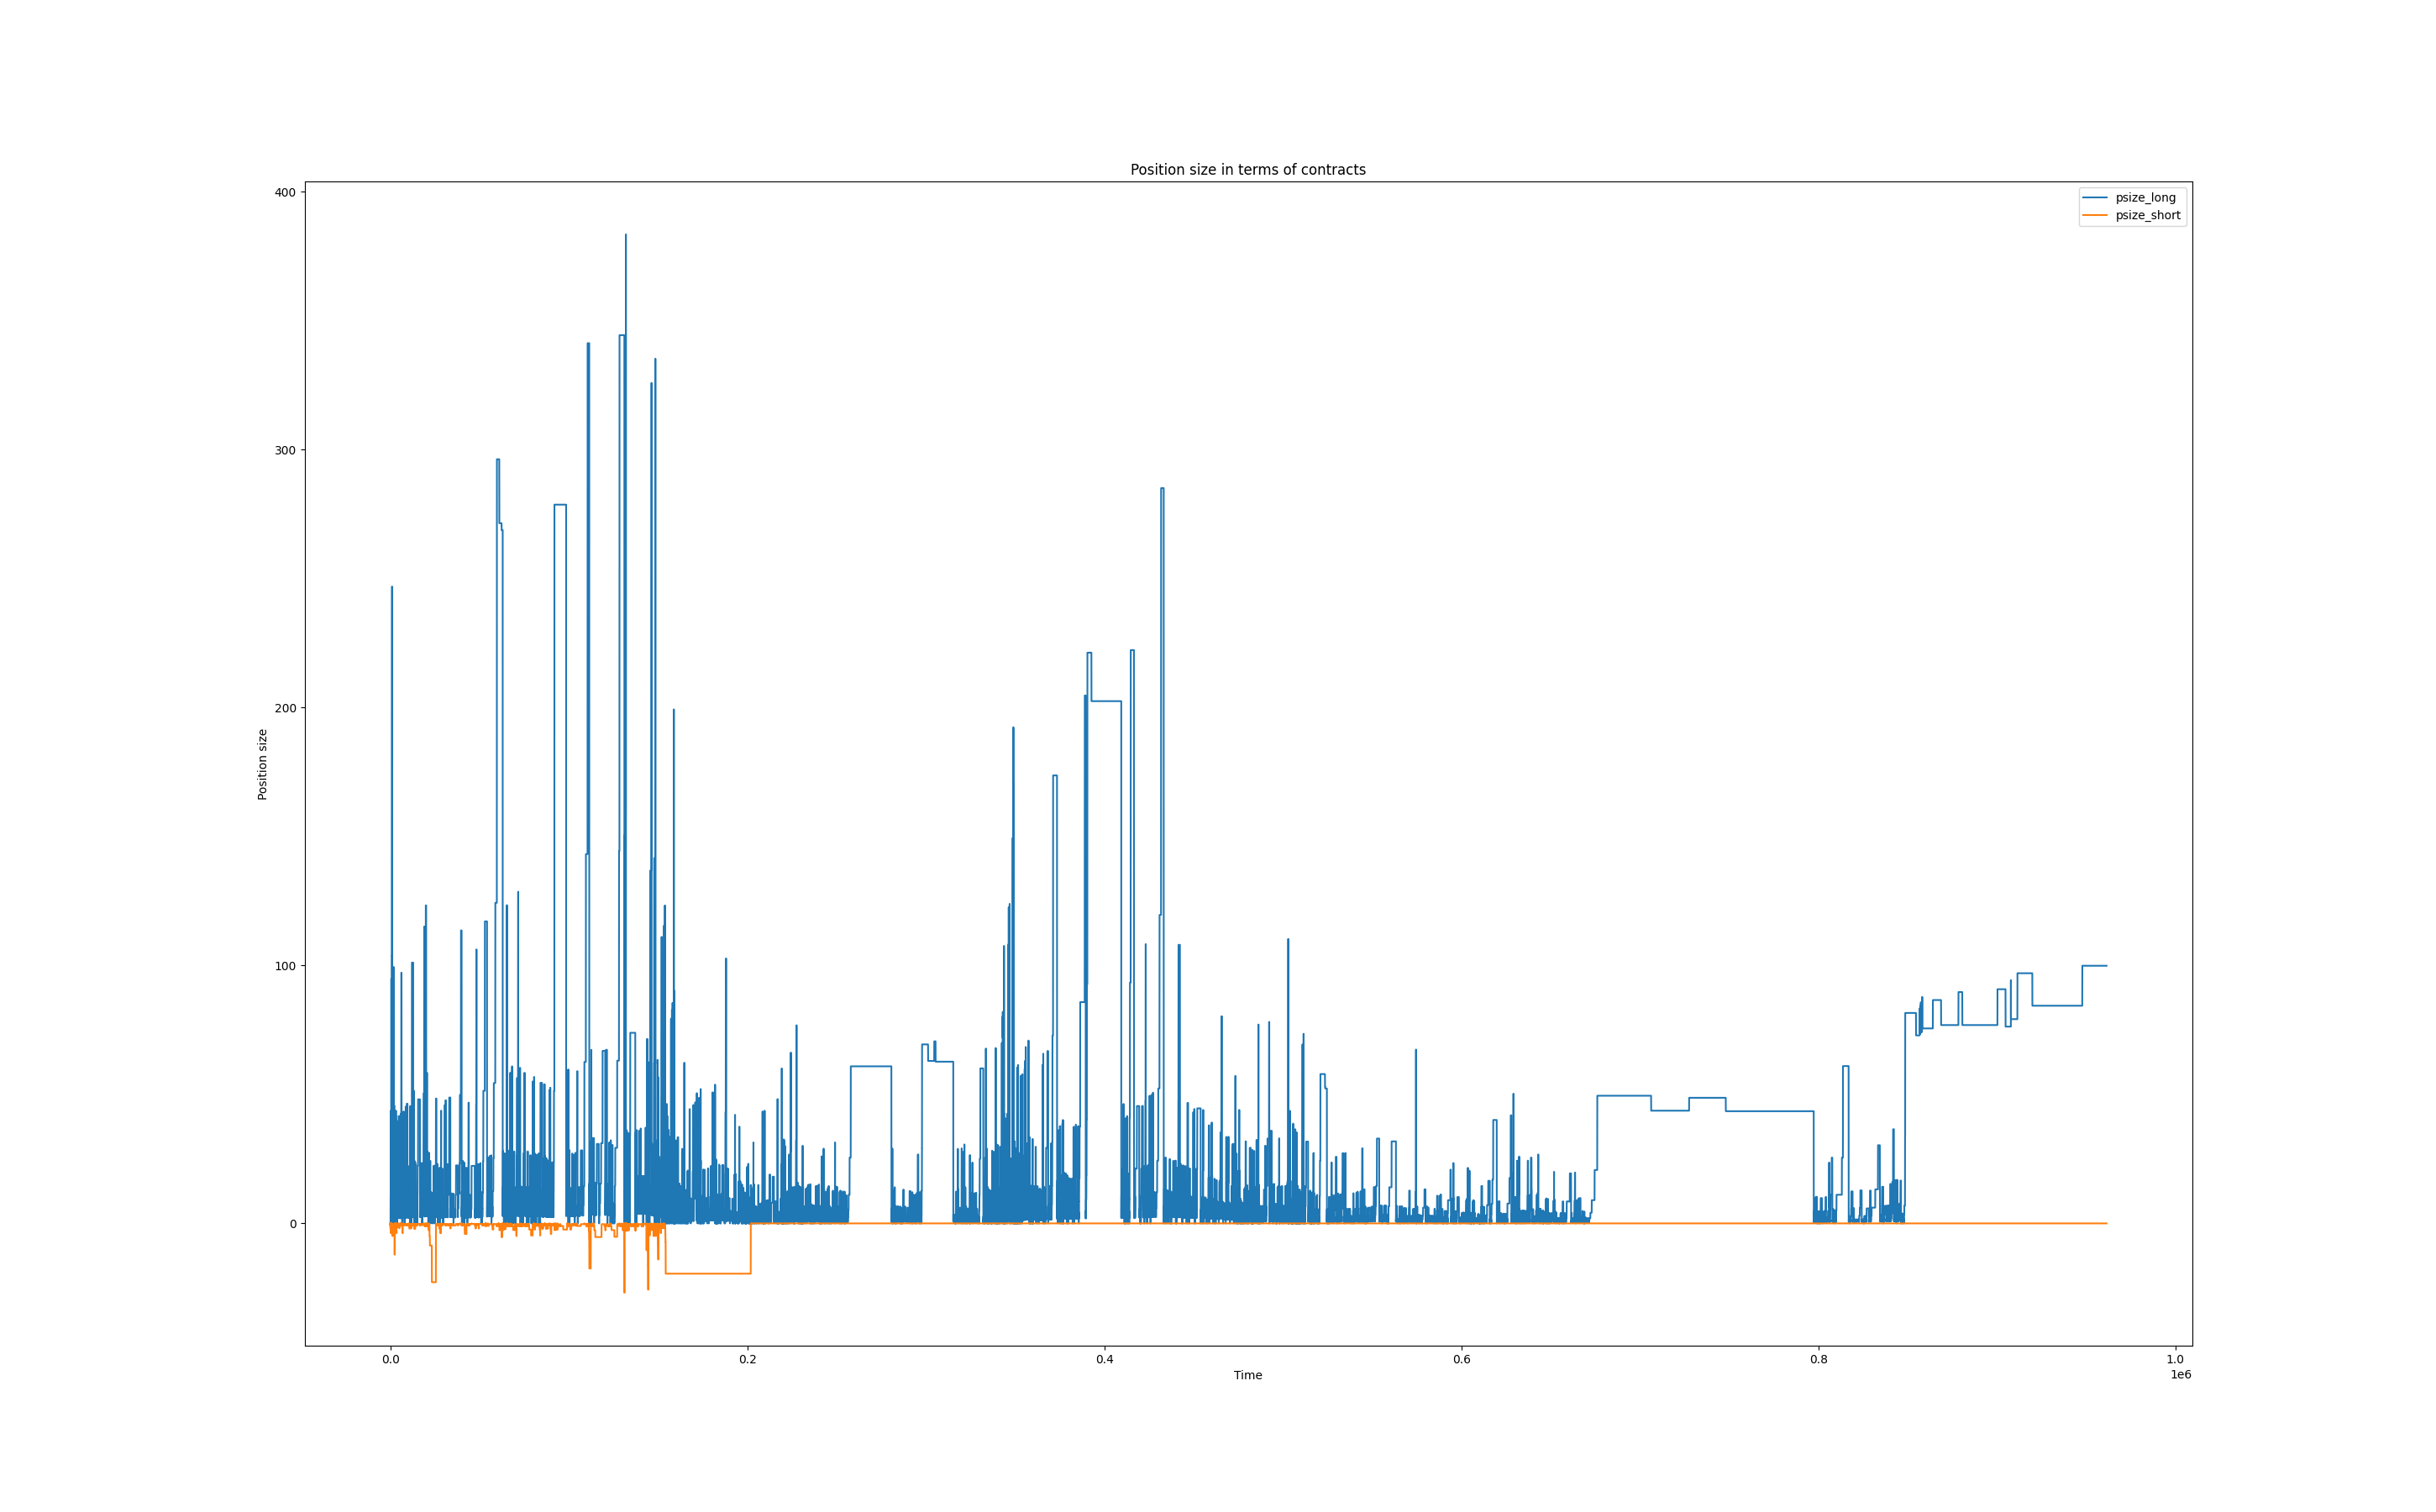 Position size in terms of contracts
psize_long
psize_short
Position size
400
300
200
100
0
0.0 0.2 0.4 0.6 0.8 1.0
1e6
Time